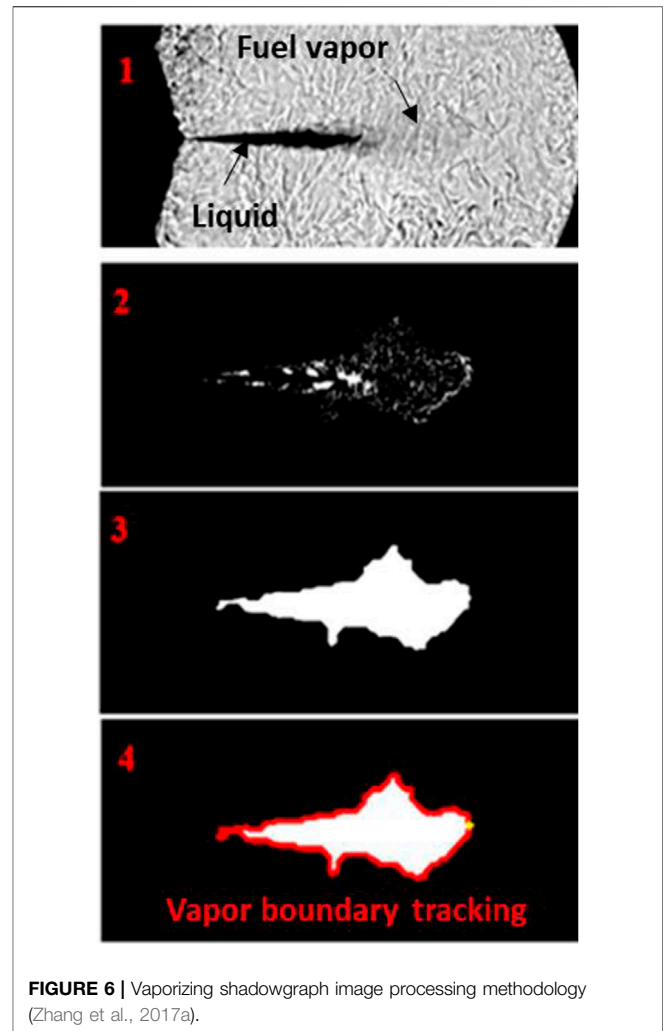 1
Fuel vapor
Liquid
2
3
4
Vapor boundary tracking
FIGURE 6 | Vaporizing shadowgraph image processing methodology
(Zhang et al., 2017a).